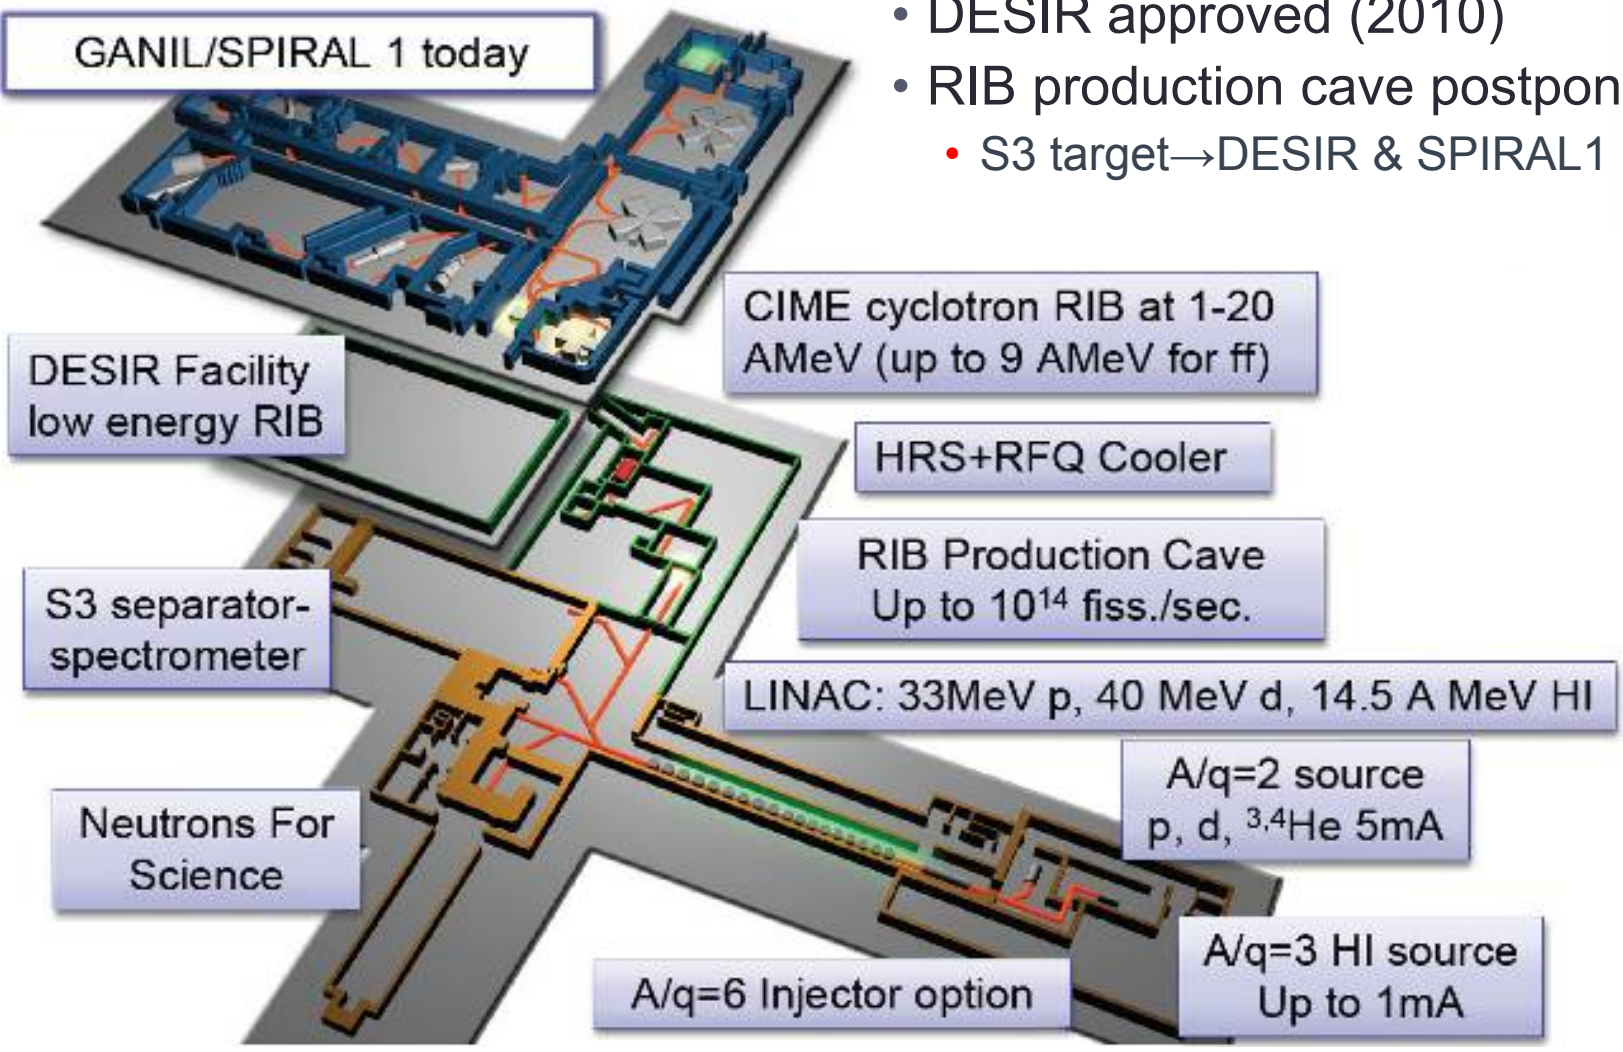 GANIL/SPIRAL 1 today
• DESIR approved (2010)
• RIB production cave postpon
• S3 target→DESIR & SPIRAL1
CIME cyclotron RIB at 1-20
AMeV (up to 9 AMeV for ff)
DESIR Facility
low energy RIB
HRS+RFQ Cooler
RIB Production Cave
Up to 10¹⁴ fiss./sec.
S3 separator-
spectrometer
LINAC: 33MeV p, 40 MeV d, 14.5 A MeV HI
A/q=2 source
p, d, ³,⁴He 5mA
Neutrons For
Science
A/q=3 HI source
Up to 1mA
A/q=6 Injector option